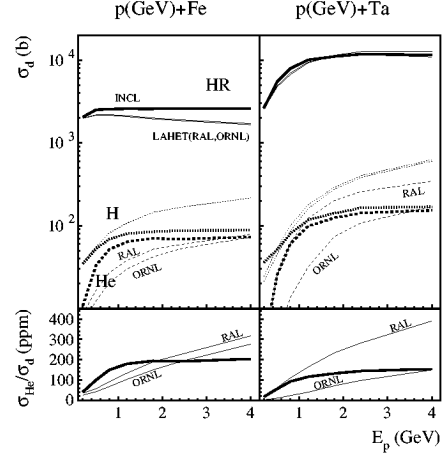 p(GeV)+Fe p(GeV)+Ta
σd (b)
10^4
HR
INCL
10^3
LAHET(RAL,ORNL)
H
RAL
10^2
RAL
He
ORNL
ORNL
σHe/σd (ppm)
400
300
200
100
0
RAL
ORNL
RAL
ORNL
1 2 3 4 1 2 3 4
Ep (GeV)